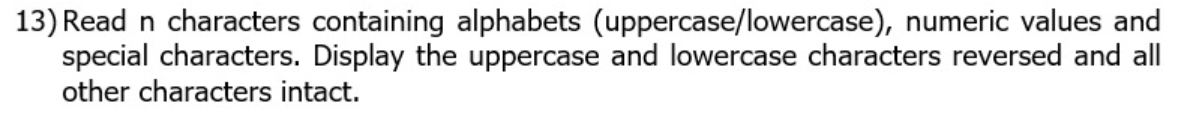 13) Read n characters containing alphabets (uppercase/lowercase), numeric values and
special characters. Display the uppercase and lowercase characters reversed and all
other characters intact.